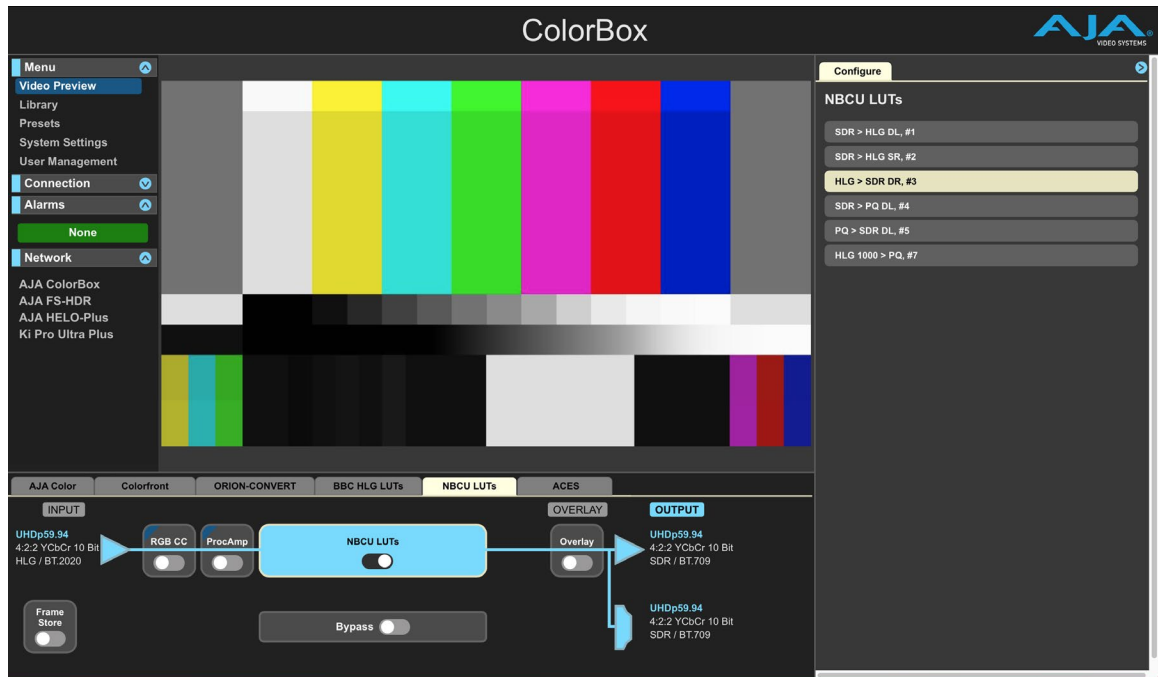 ColorBox
AJA
VIDEO SYSTEMS
Menu
Video Preview
Library
Presets
System Settings
User Management
Connection
Alarms
None
Network
AJA ColorBox
AJA FS-HDR
AJA HELO-Plus
Ki Pro Ultra Plus
Configure
NBCU LUTs
SDR > HLG DL, #1
SDR > HLG SR, #2
HLG > SDR DR, #3
SDR > PQ DL, #4
PQ > SDR DL, #5
HLG 1000 > PQ, #7
AJA Color
Colorfront
ORION-CONVERT
BBC HLG LUTs
NBCU LUTs
ACES
INPUT
OVERLAY
OUTPUT
UHDp59.94
4:2:2 YCbCr 10 Bit
HLG / BT.2020
RGB CC
ProcAmp
NBCU LUTs
Overlay
UHDp59.94
4:2:2 YCbCr 10 Bit
SDR / BT.709
Frame
Store
Bypass
UHDp59.94
4:2:2 YCbCr 10 Bit
SDR / BT.709